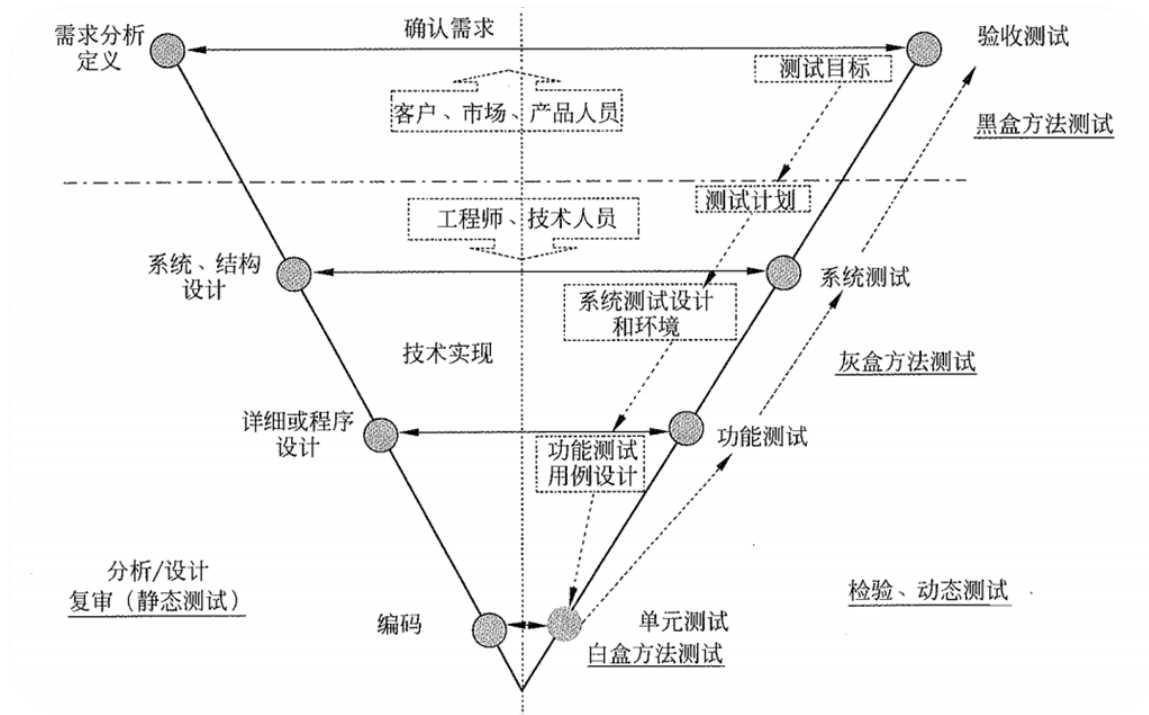 需求分析
定义
确认需求
验收测试
测试目标
客户、市场、产品人员
黑盒方法测试
测试计划
工程师、技术人员
系统、结构
设计
系统测试
系统测试设计
和环境
技术实现
灰盒方法测试
详细或程序
设计
功能测试
功能测试
用例设计
分析/设计
复审（静态测试）
检验、动态测试
编码
单元测试
白盒方法测试